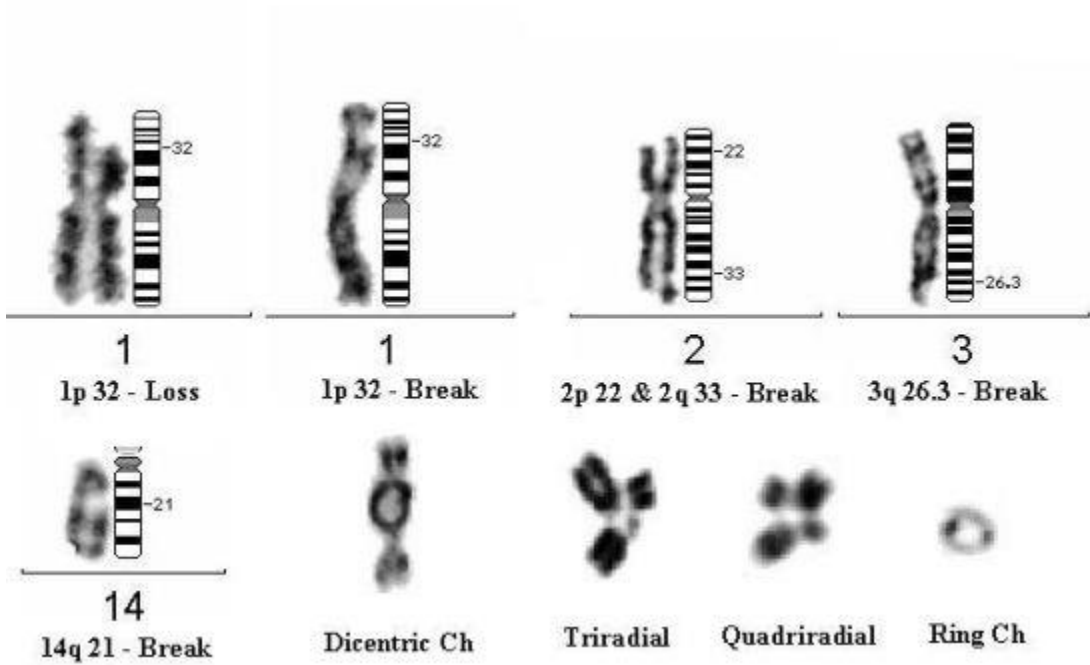 -32
-32
-22
-33
-26.3
1
1
2
3
1p 32 - Loss
1p 32 - Break
2p 22 & 2q 33 - Break
3q 26.3 - Break
-21
14
14q 21 - Break
Dicentric Ch
Triradial
Quadriradial
Ring Ch